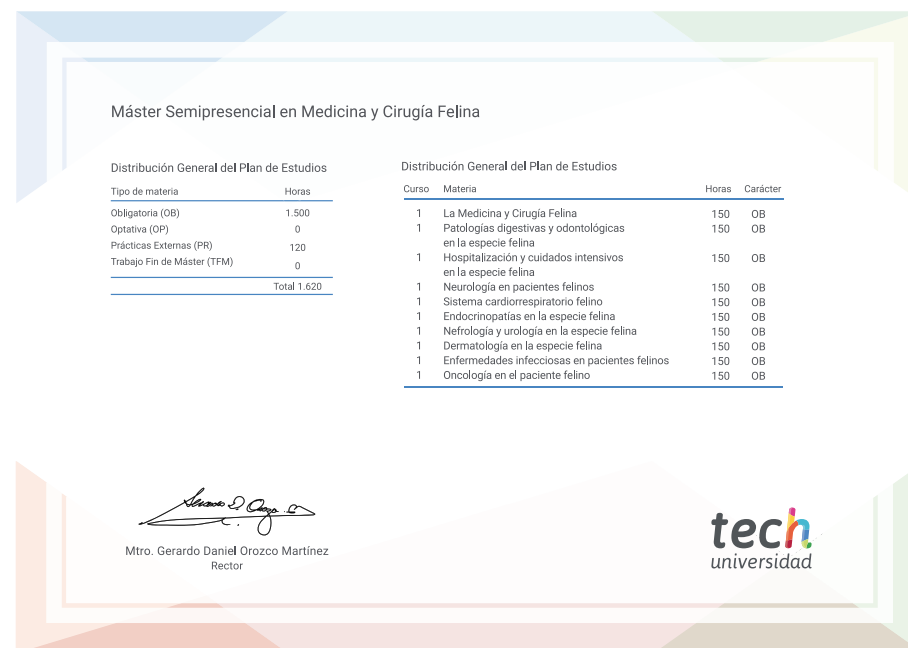 Máster Semipresencial en Medicina y Cirugía Felina
Distribución General del Plan de Estudios
Tipo de materia Horas
Obligatoria (OB) 1.500
Optativa (OP) 0
Prácticas Externas (PR) 120
Trabajo Fin de Máster (TFM) 0
Total 1.620
Distribución General del Plan de Estudios
Curso Materia Horas Carácter
1 La Medicina y Cirugía Felina 150 OB
1 Patologías digestivas y odontológicas 150 OB
en la especie felina
1 Hospitalización y cuidados intensivos 150 OB
en la especie felina
1 Neurología en pacientes felinos 150 OB
1 Sistema cardiorrespiratorio felino 150 OB
1 Endocrinopatías en la especie felina 150 OB
1 Nefrología y urología en la especie felina 150 OB
1 Dermatología en la especie felina 150 OB
1 Enfermedades infecciosas en pacientes felinos 150 OB
1 Oncología en el paciente felino 150 OB
Mtro. Gerardo Daniel Orozco Martínez
Rector
tech
universidad